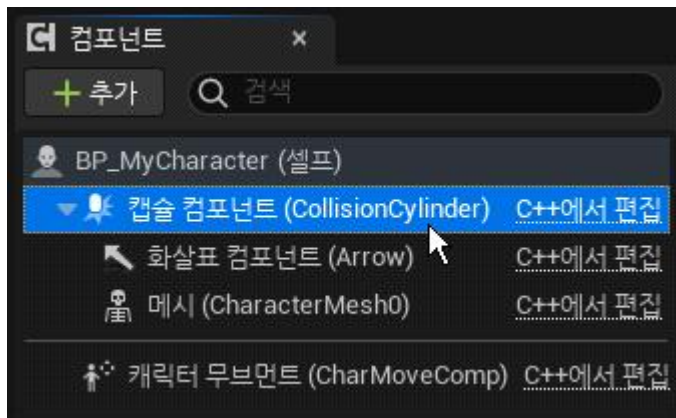 컴포넌트 ×
+ 추가 검색
BP_MyCharacter (셀프)
캡슐 컴포넌트 (CollisionCylinder) C++에서 편집
화살표 컴포넌트 (Arrow) C++에서 편집
메시 (CharacterMesh0) C++에서 편집
캐릭터 무브먼트 (CharMoveComp) C++에서 편집